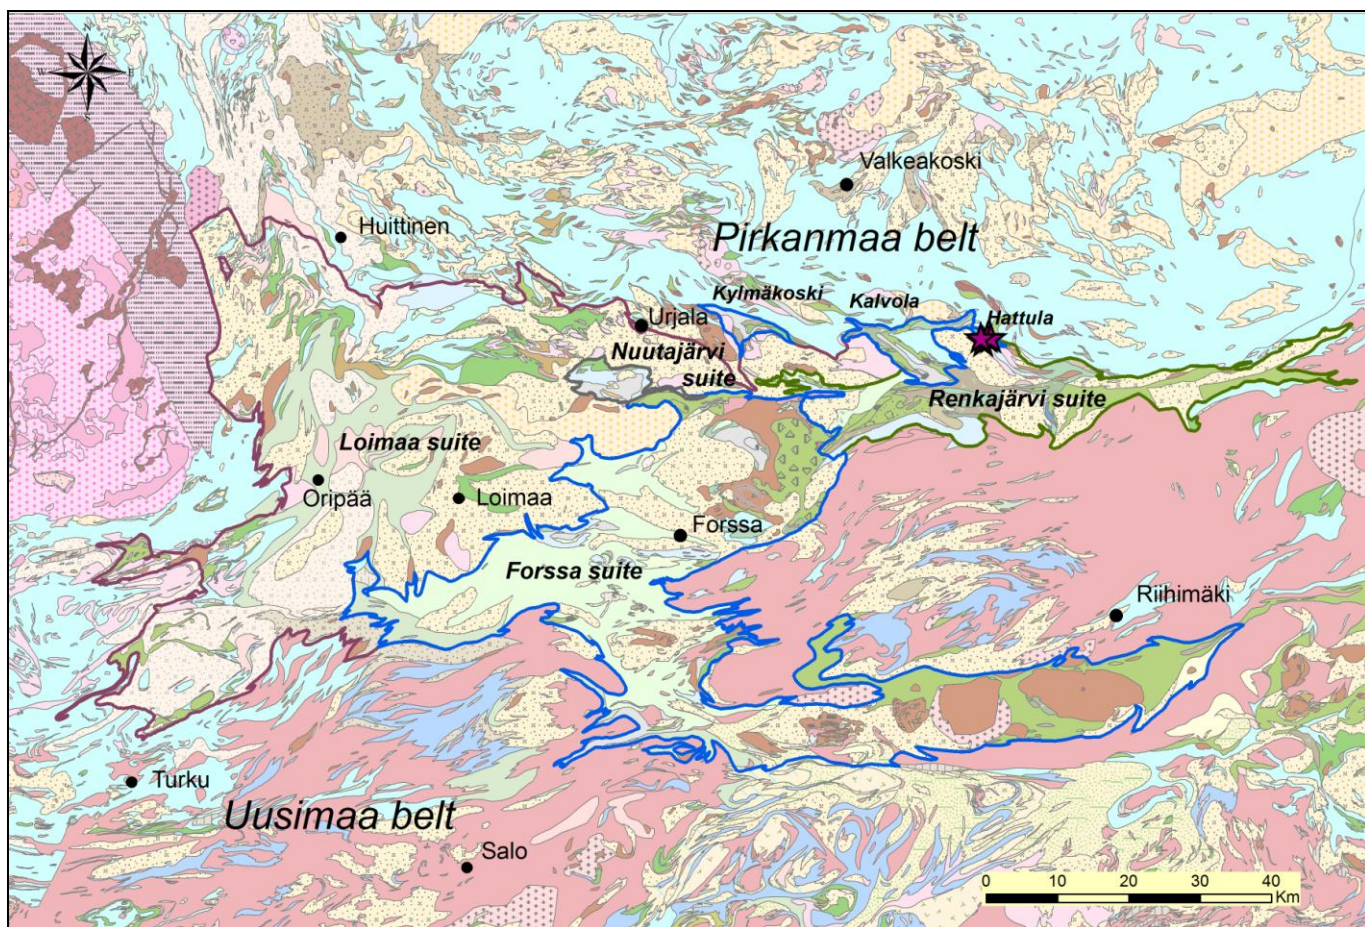 N
Valkeakoski
Huittinen
Pirkanmaa belt
Kylmäkoski
Kalvola
Hattula
Urjala
Nuutajärvi
suite
Renkajärvi suite
Loimaa suite
Oripää
Loimaa
Forssa
Forssa suite
Riihimäki
Turku
Uusimaa belt
Salo
0 10 20 30 40
Km